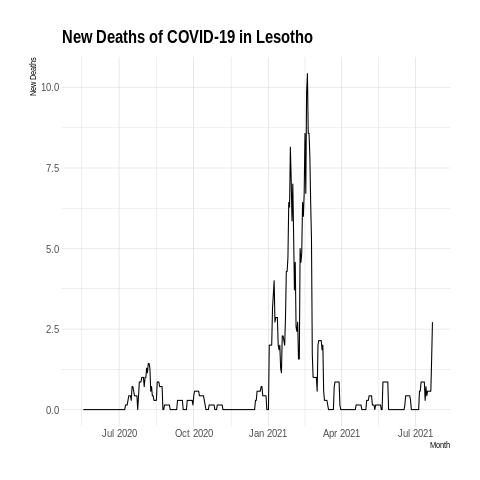 New Deaths of COVID-19 in Lesotho
New Deaths
10.0
7.5
5.0
2.5
0.0
Jul 2020 Oct 2020 Jan 2021 Apr 2021 Jul 2021
Month